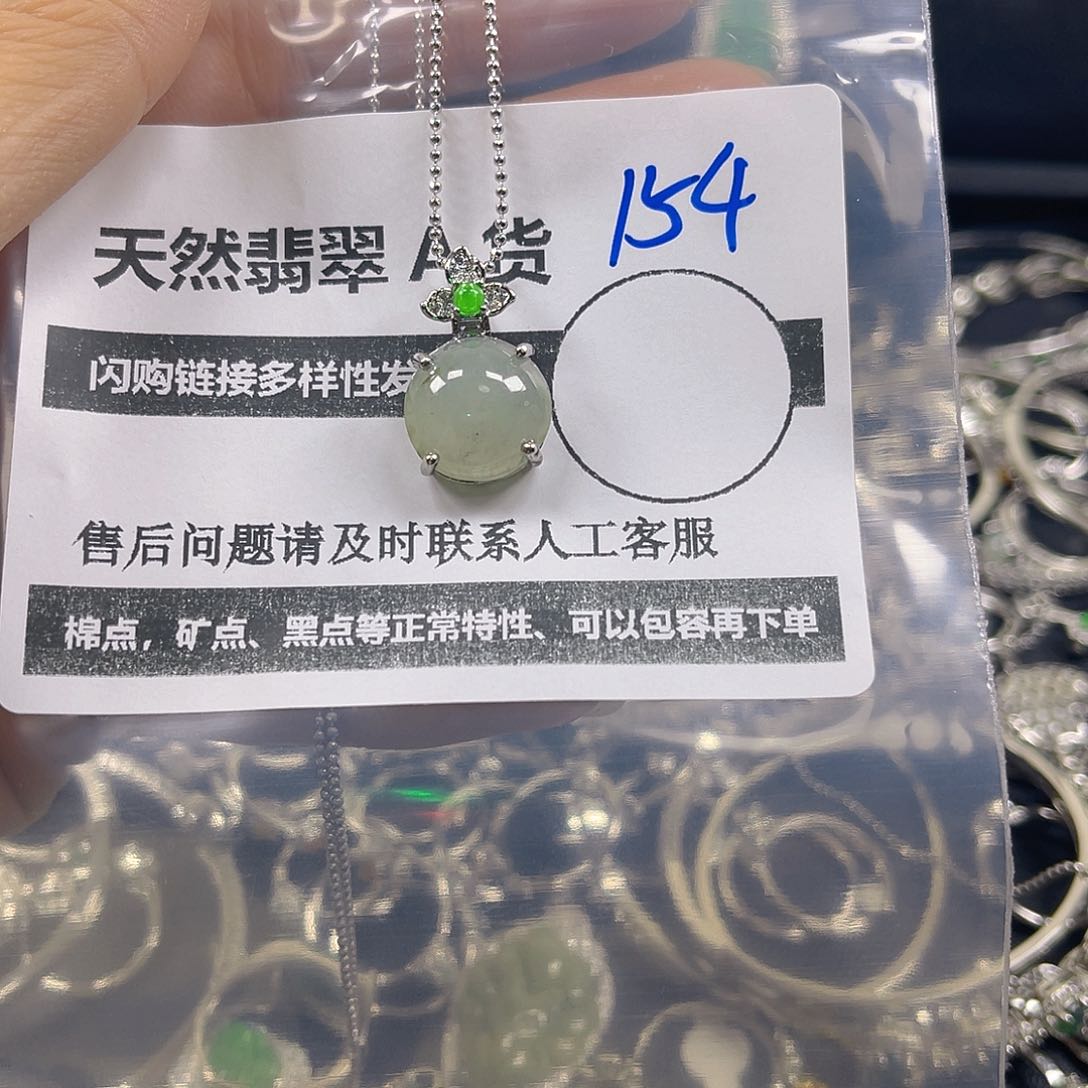 154
天然翡翠 A货
闪购链接多样性发
售后问题请及时联系人工客服
棉点，矿点、黑点等正常特性、可以包容再下单